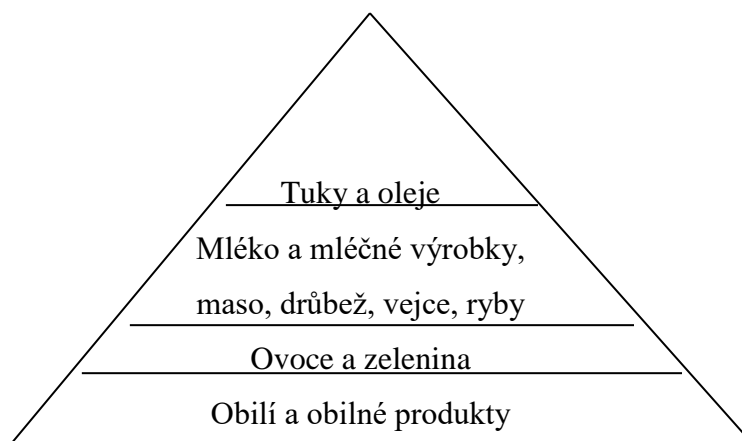 Tuky a oleje
Mléko a mléčné výrobky,
maso, drůbež, vejce, ryby
Ovoce a zelenina
Obilí a obilné produkty